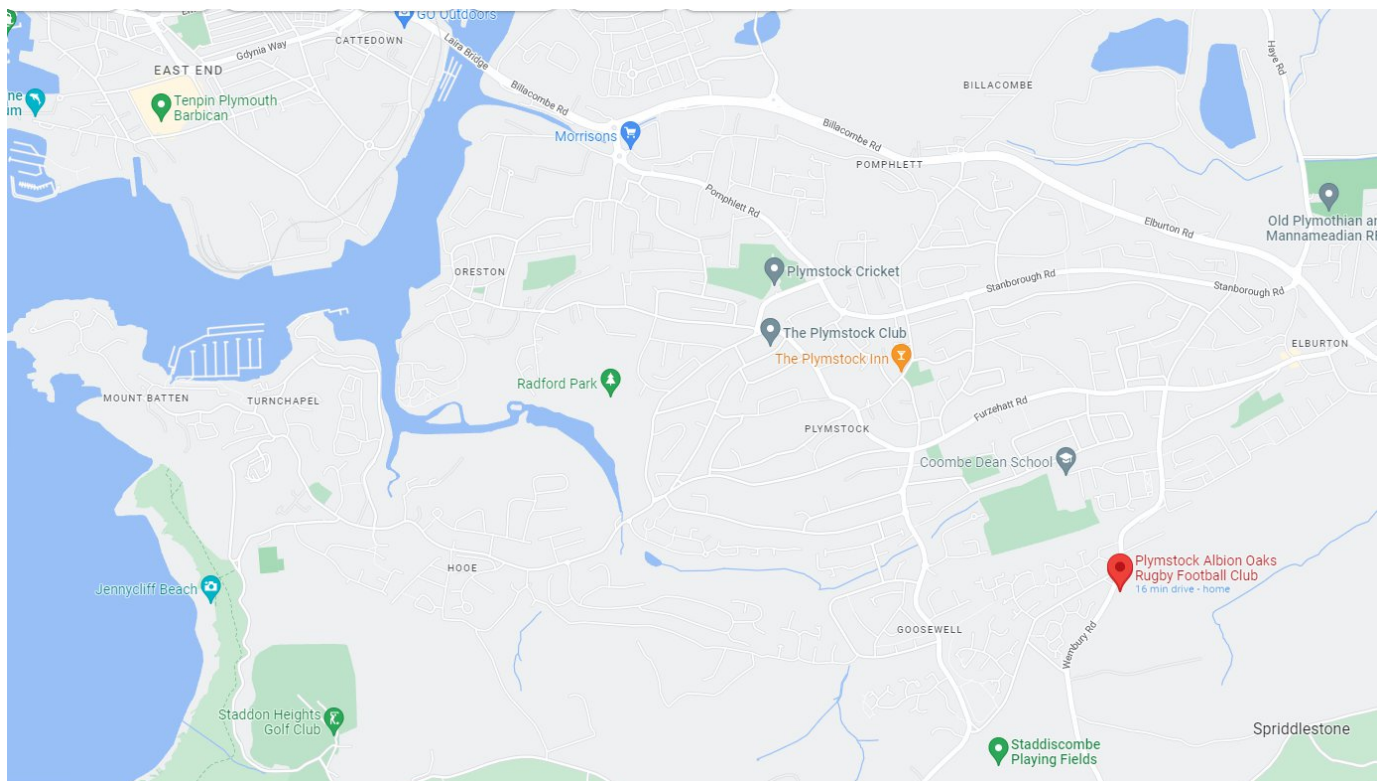 GO Outdoors
CATTEDOWN
Laira Bridge
Gdynia Way
EAST END
Tenpin Plymouth
Barbican
Billacombe Rd
Haye Rd
BILLACOMBE
Morrisons
Billacombe Rd
POMPHLETT
Pomphlett Rd
Elburton Rd
Old Plymothian
Mannameadian
ORESTON
Plymstock Cricket
Stanborough Rd
Stanborough Rd
The Plymstock Club
The Plymstock Inn
ELBURTON
Radford Park
MOUNT BATTEN
TURNCHAPEL
Furzehatt Rd
PLYMSTOCK
Coombe Dean School
Plymstock Albion Oaks
Rugby Football Club
16 min drive - home
HOOE
Jennycliff Beach
GOOSEWELL
Wembury Rd
Staddon Heights
Golf Club
Spriddlestone
Staddiscombe
Playing Fields